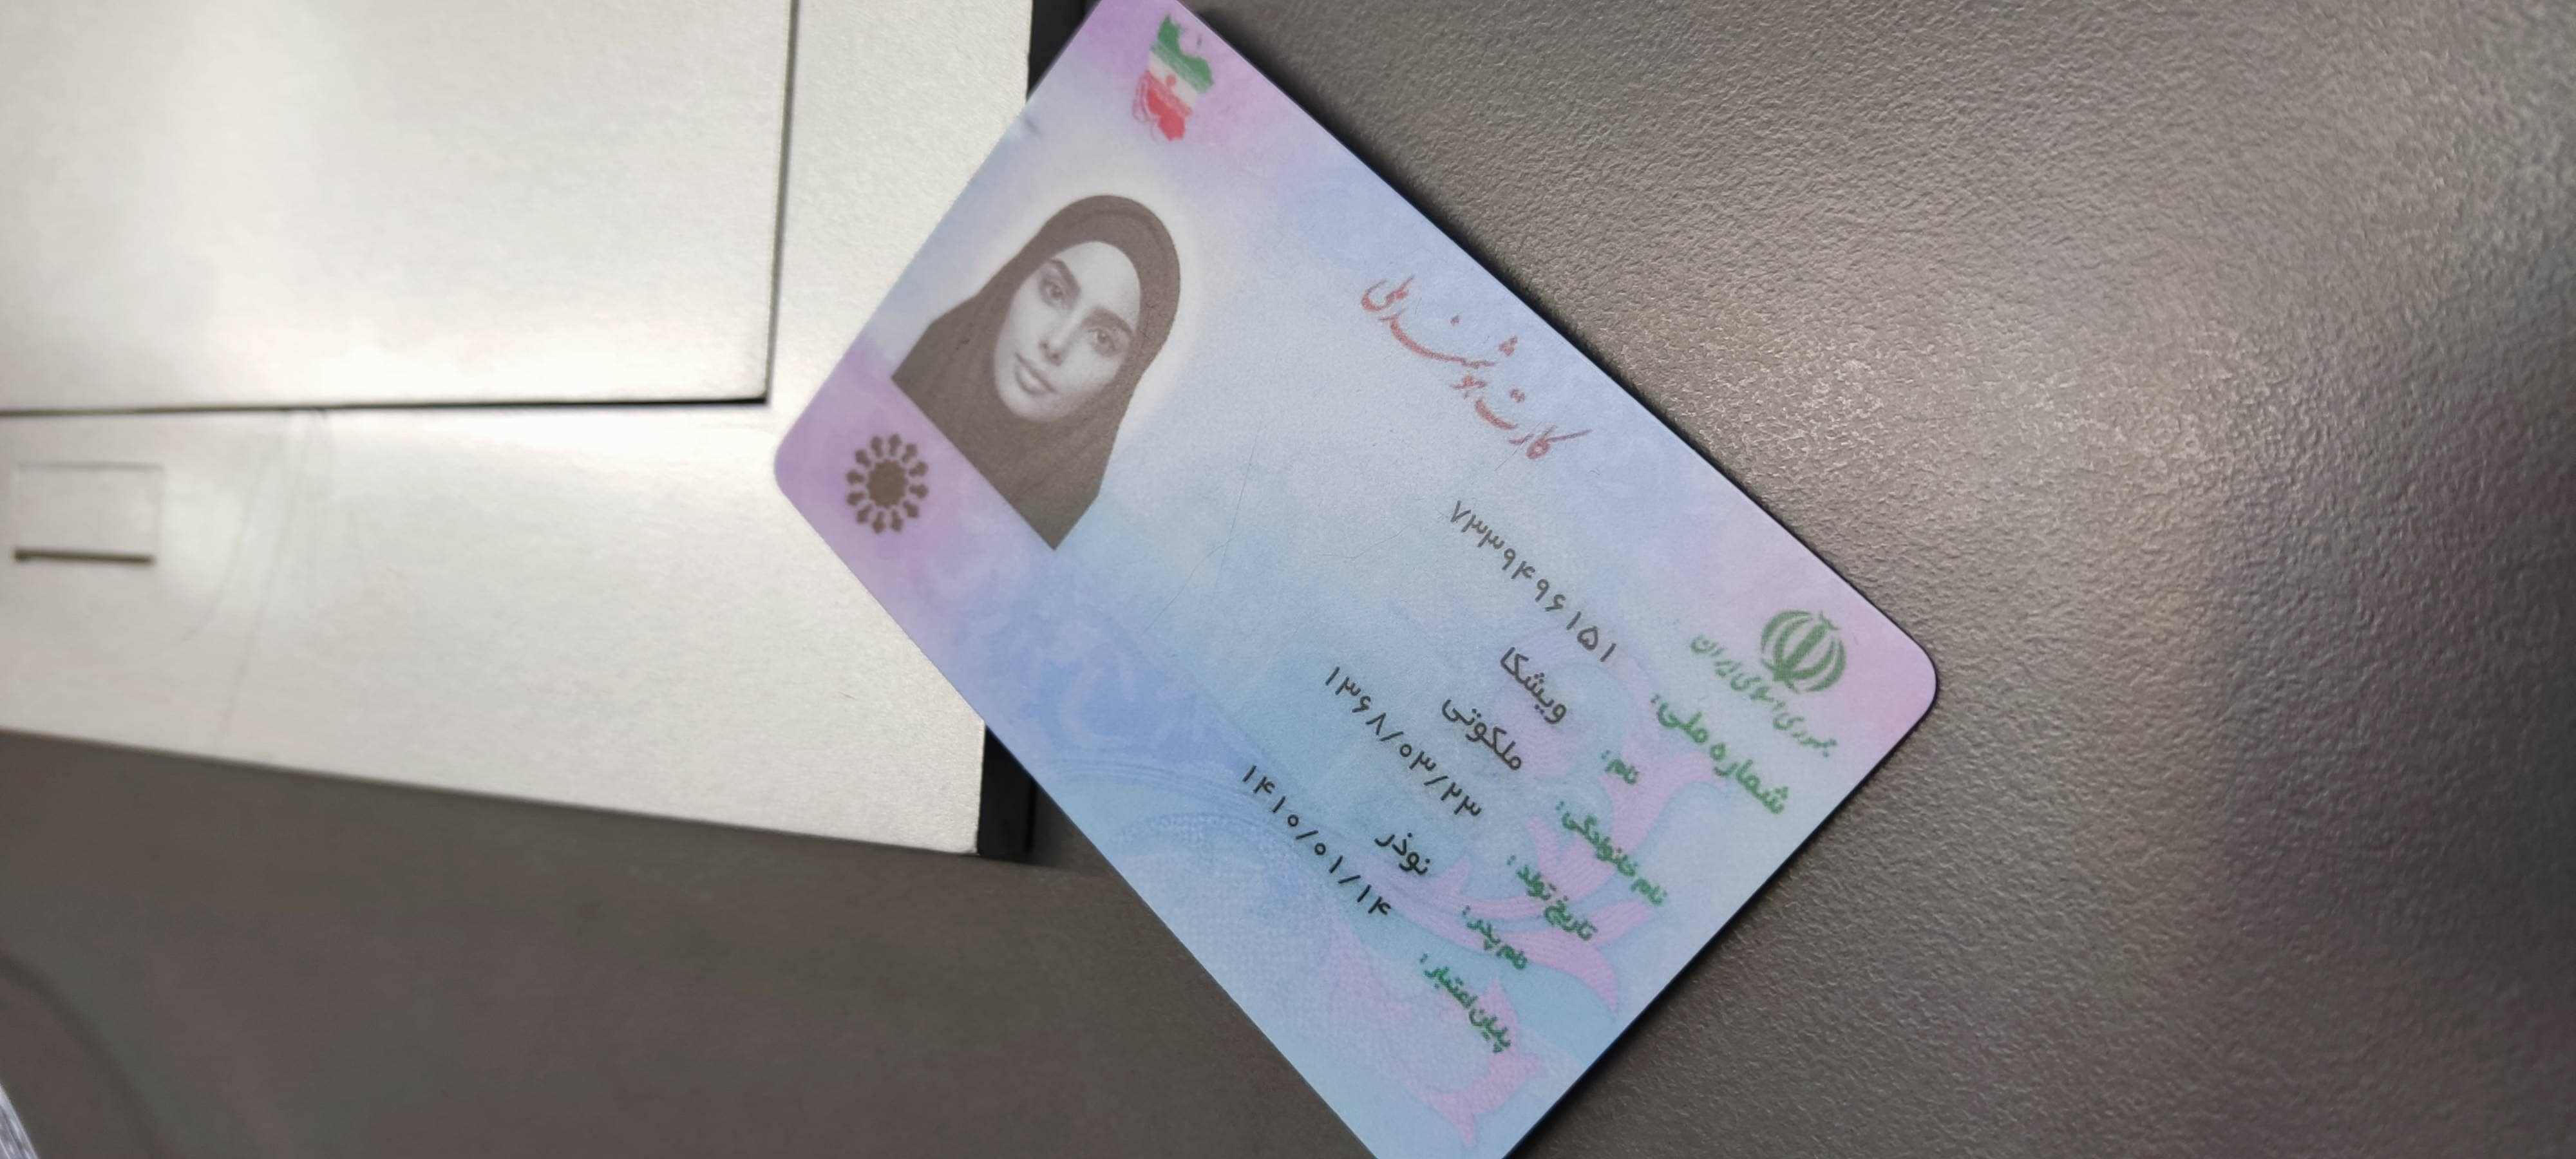 جمهوری اسلامی ایران
کارت هوشمند ملی
شماره ملی: ۷۳۳۹۴۹۶۱۵۱
نام: ویشکا
نام خانوادگی: ملکوتی
تاریخ تولد: ۱۳۶۸/۰۳/۲۳
نام پدر: نوذر
پایان اعتبار: ۱۴۱۰/۰۱/۱۴